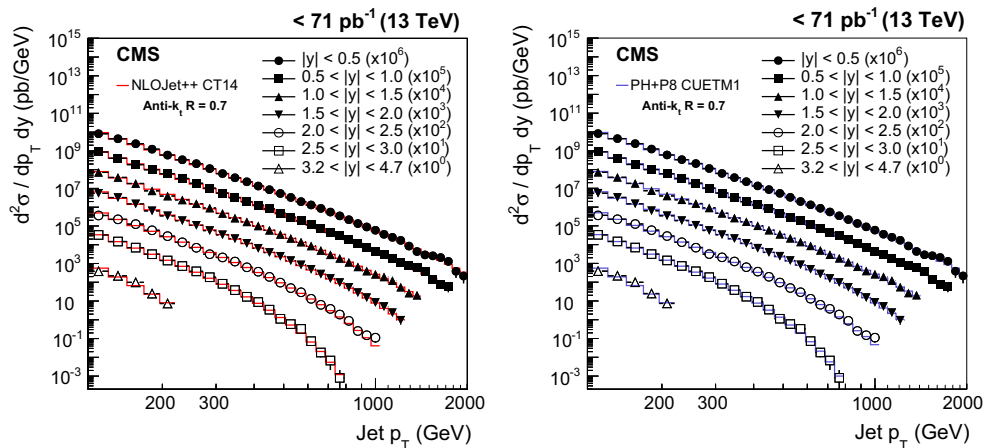 < 71 pb⁻¹ (13 TeV)
d²σ / dp_T dy (pb/GeV)
10¹⁵
10¹³
10¹¹
10⁹
10⁷
10⁵
10³
10
10⁻¹
10⁻³
CMS
NLOJet++ CT14
Anti-k_t R = 0.7
|y| < 0.5 (x10⁶)
0.5 < |y| < 1.0 (x10⁵)
1.0 < |y| < 1.5 (x10⁴)
1.5 < |y| < 2.0 (x10³)
2.0 < |y| < 2.5 (x10²)
2.5 < |y| < 3.0 (x10¹)
3.2 < |y| < 4.7 (x10⁰)
200 300 1000 2000
Jet p_T (GeV)
< 71 pb⁻¹ (13 TeV)
d²σ / dp_T dy (pb/GeV)
10¹⁵
10¹³
10¹¹
10⁹
10⁷
10⁵
10³
10
10⁻¹
10⁻³
CMS
PH+P8 CUETM1
Anti-k_t R = 0.7
|y| < 0.5 (x10⁶)
0.5 < |y| < 1.0 (x10⁵)
1.0 < |y| < 1.5 (x10⁴)
1.5 < |y| < 2.0 (x10³)
2.0 < |y| < 2.5 (x10²)
2.5 < |y| < 3.0 (x10¹)
3.2 < |y| < 4.7 (x10⁰)
200 300 1000 2000
Jet p_T (GeV)